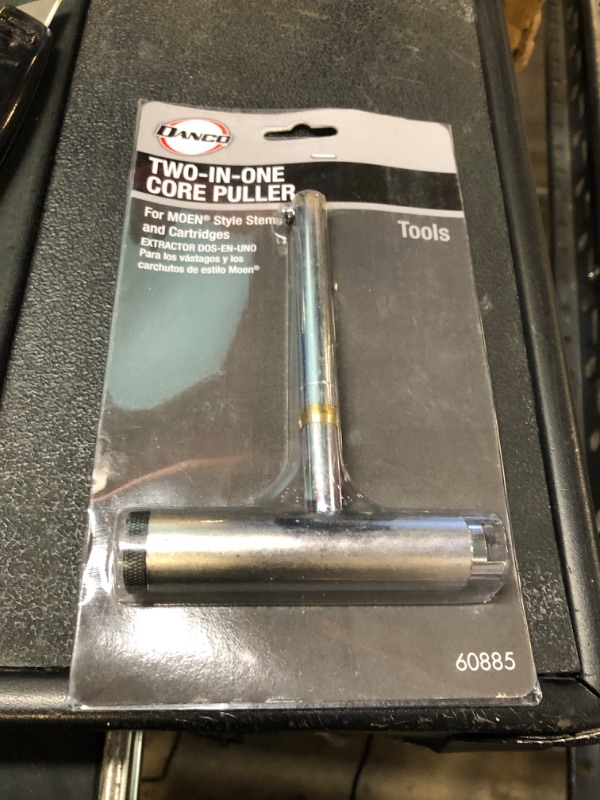 DANCO
TWO-IN-ONE
CORE PULLER
For MOEN® Style Stems
and Cartridges
EXTRACTOR DOS-EN-UNO
Para los vástagos y los
carchutos de estilo Moen®
Tools
60885